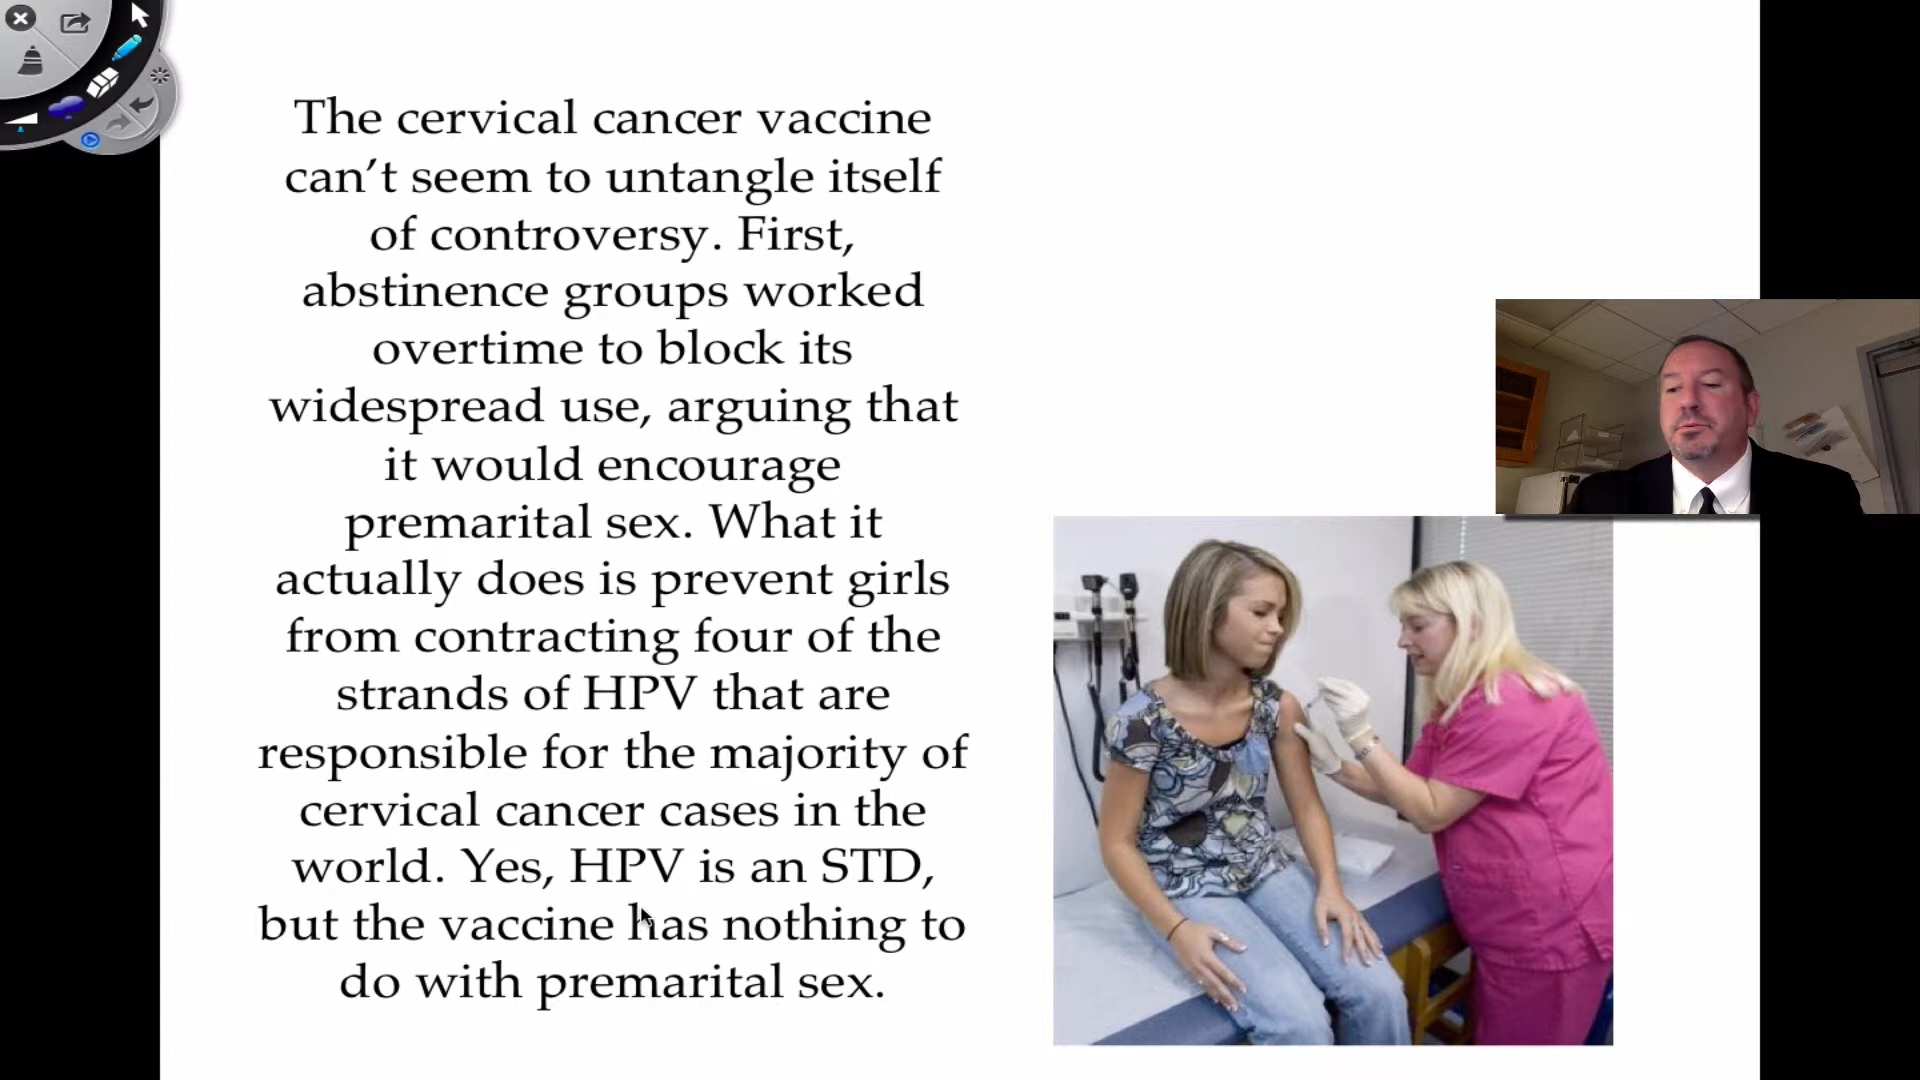 The cervical cancer vaccine
can’t seem to untangle itself
of controversy. First,
abstinence groups worked
overtime to block its
widespread use, arguing that
it would encourage
premarital sex. What it
actually does is prevent girls
from contracting four of the
strands of HPV that are
responsible for the majority of
cervical cancer cases in the
world. Yes, HPV is an STD,
but the vaccine has nothing to
do with premarital sex.